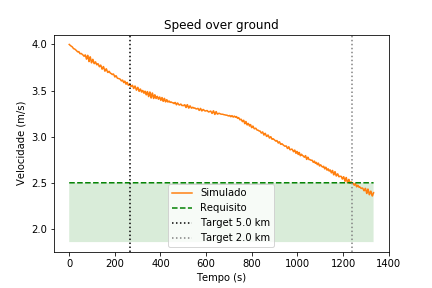 Speed over ground
Velocidade (m/s)
4.0
3.5
3.0
2.5
2.0
Simulado
Requisito
Target 5.0 km
Target 2.0 km
0 200 400 600 800 1000 1200 1400
Tempo (s)